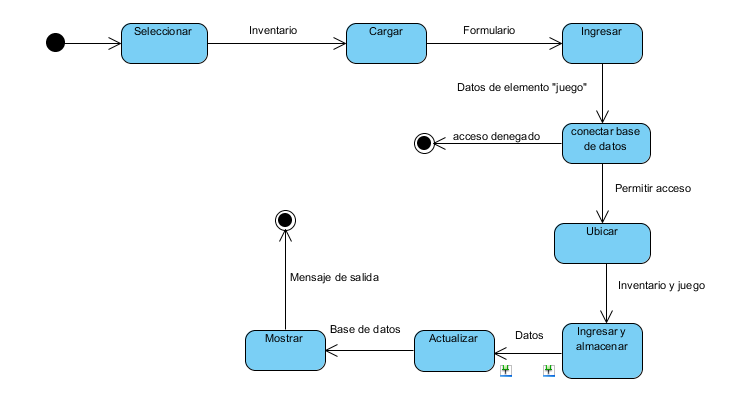 Seleccionar
Inventario
Cargar
Formulario
Ingresar
Datos de elemento "juego"
conectar base
de datos
acceso denegado
Permitir acceso
Ubicar
Inventario y juego
Ingresar y
almacenar
Datos
Actualizar
Base de datos
Mostrar
Mensaje de salida